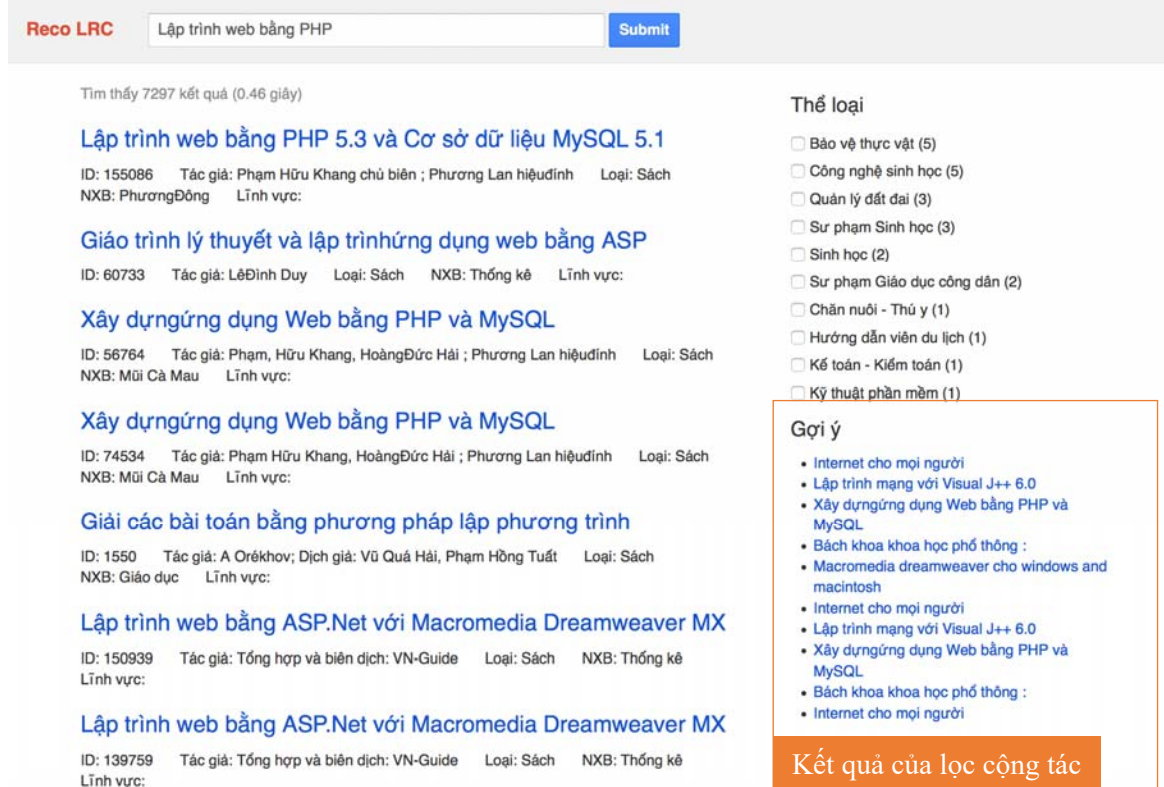 Reco LRC
Lập trình web bằng PHP
Submit
Tìm thấy 7297 kết quả (0.46 giây)
Lập trình web bằng PHP 5.3 và Cơ sở dữ liệu MySQL 5.1
ID: 155086 Tác giả: Phạm Hữu Khang chủ biên ; Phương Lan hiệuđính Loại: Sách
NXB: PhươngĐông Lĩnh vực:
Giáo trình lý thuyết và lập trìnhứng dụng web bằng ASP
ID: 60733 Tác giả: LêĐình Duy Loại: Sách NXB: Thống kê Lĩnh vực:
Xây dựngứng dụng Web bằng PHP và MySQL
ID: 56764 Tác giả: Phạm, Hữu Khang, HoàngĐức Hải ; Phương Lan hiệuđính Loại: Sách
NXB: Mũi Cà Mau Lĩnh vực:
Xây dựngứng dụng Web bằng PHP và MySQL
ID: 74534 Tác giả: Phạm Hữu Khang, HoàngĐức Hải ; Phương Lan hiệuđính Loại: Sách
NXB: Mũi Cà Mau Lĩnh vực:
Giải các bài toán bằng phương pháp lập phương trình
ID: 1550 Tác giả: A Orékhov; Dịch giả: Vũ Quá Hải, Phạm Hồng Tuất Loại: Sách
NXB: Giáo dục Lĩnh vực:
Lập trình web bằng ASP.Net với Macromedia Dreamweaver MX
ID: 150939 Tác giả: Tổng hợp và biên dịch: VN-Guide Loại: Sách NXB: Thống kê
Lĩnh vực:
Lập trình web bằng ASP.Net với Macromedia Dreamweaver MX
ID: 139759 Tác giả: Tổng hợp và biên dịch: VN-Guide Loại: Sách NXB: Thống kê
Lĩnh vực:
Thể loại
Bảo vệ thực vật (5)
Công nghệ sinh học (5)
Quản lý đất đai (3)
Sư phạm Sinh học (3)
Sinh học (2)
Sư phạm Giáo dục công dân (2)
Chăn nuôi - Thú y (1)
Hướng dẫn viên du lịch (1)
Kế toán - Kiểm toán (1)
Kỹ thuật phần mềm (1)
Gợi ý
• Internet cho mọi người
• Lập trình mạng với Visual J++ 6.0
• Xây dựngứng dụng Web bằng PHP và
MySQL
• Bách khoa khoa học phổ thông :
• Macromedia dreamweaver cho windows and
macintosh
• Internet cho mọi người
• Lập trình mạng với Visual J++ 6.0
• Xây dựngứng dụng Web bằng PHP và
MySQL
• Bách khoa khoa học phổ thông :
• Internet cho mọi người
Kết quả của lọc cộng tác